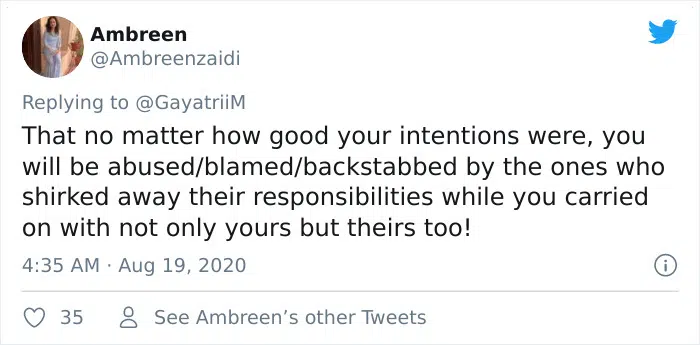 Ambreen
@Ambreenzaidi
Replying to @GayatriiM
That no matter how good your intentions were, you
will be abused/blamed/backstabbed by the ones who
shirked away their responsibilities while you carried
on with not only yours but theirs too!
4:35 AM · Aug 19, 2020
35 See Ambreen’s other Tweets